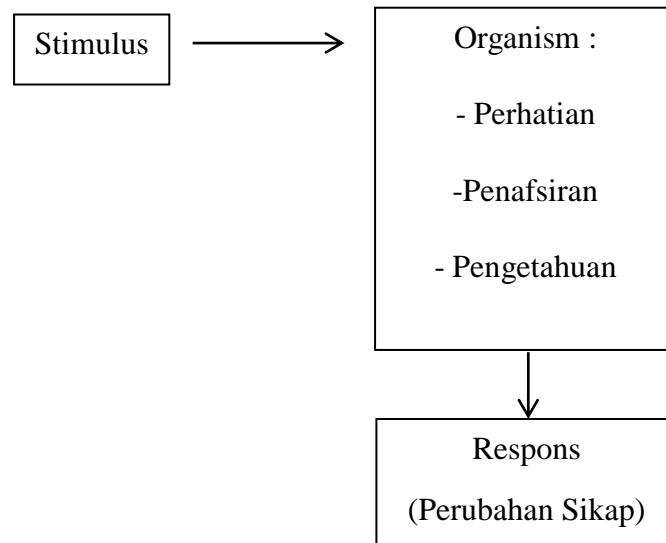 Stimulus
Organism :
- Perhatian
-Penafsiran
- Pengetahuan
Respons
(Perubahan Sikap)